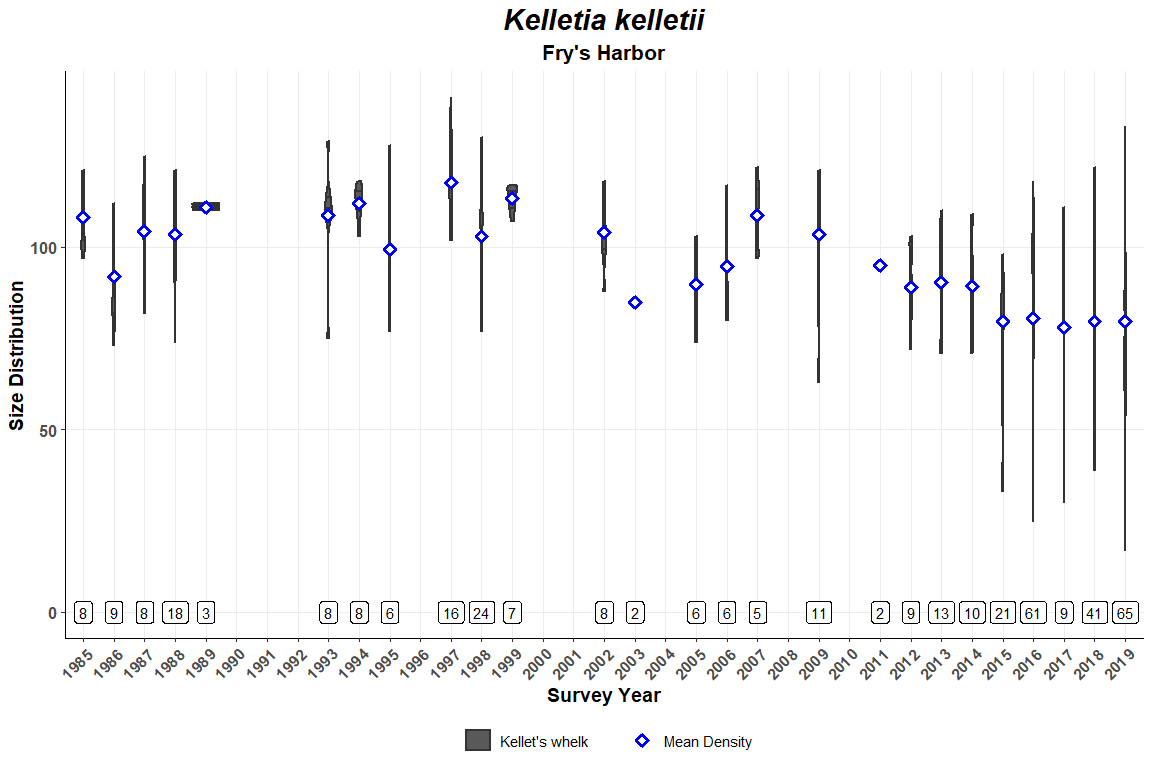 Kelletia kelletii
Fry's Harbor
Size Distribution
100
50
0
8 9 8 18 3 8 8 6 16 24 7 8 2 6 6 5 11 2 9 13 10 21 61 9 41 65
1985 1986 1987 1988 1989 1990 1991 1992 1993 1994 1995 1996 1997 1998 1999 2000 2001 2002 2003 2004 2005 2006 2007 2008 2009 2010 2011 2012 2013 2014 2015 2016 2017 2018 2019
Survey Year
Kellet's whelk Mean Density